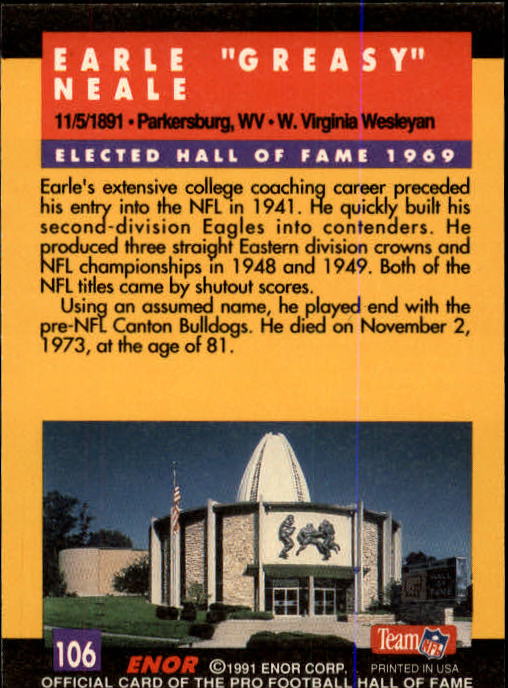 EARLE "GREASY"
NEALE
11/5/1891 • Parkersburg, WV • W. Virginia Wesleyan
ELECTED HALL OF FAME 1969
Earle's extensive college coaching career preceded
his entry into the NFL in 1941. He quickly built his
second-division Eagles into contenders. He
produced three straight Eastern division crowns and
NFL championships in 1948 and 1949. Both of the
NFL titles came by shutout scores.
Using an assumed name, he played end with the
pre-NFL Canton Bulldogs. He died on November 2,
1973, at the age of 81.
106
ENOR ©1991 ENOR CORP.
Team NFL
PRINTED IN USA
OFFICIAL CARD OF THE PRO FOOTBALL HALL OF FAME